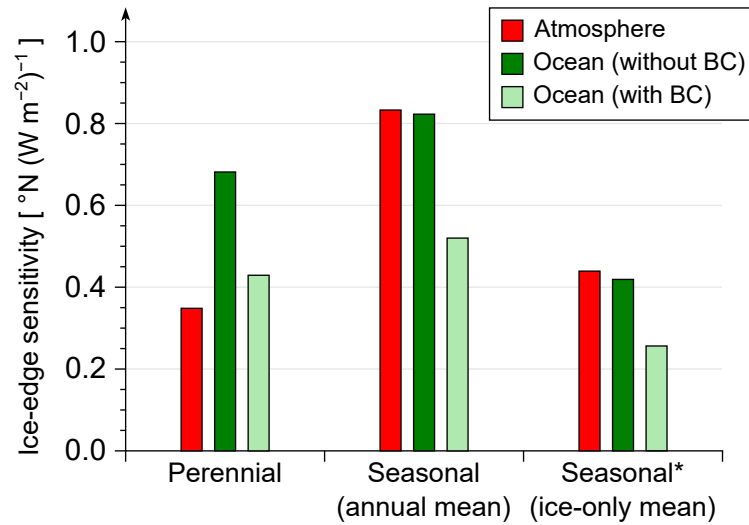 Atmosphere
Ocean (without BC)
Ocean (with BC)
Ice-edge sensitivity [ °N (W m−2)−1 ]
1.0
0.8
0.6
0.4
0.2
0.0
Perennial
Seasonal
(annual mean)
Seasonal*
(ice-only mean)